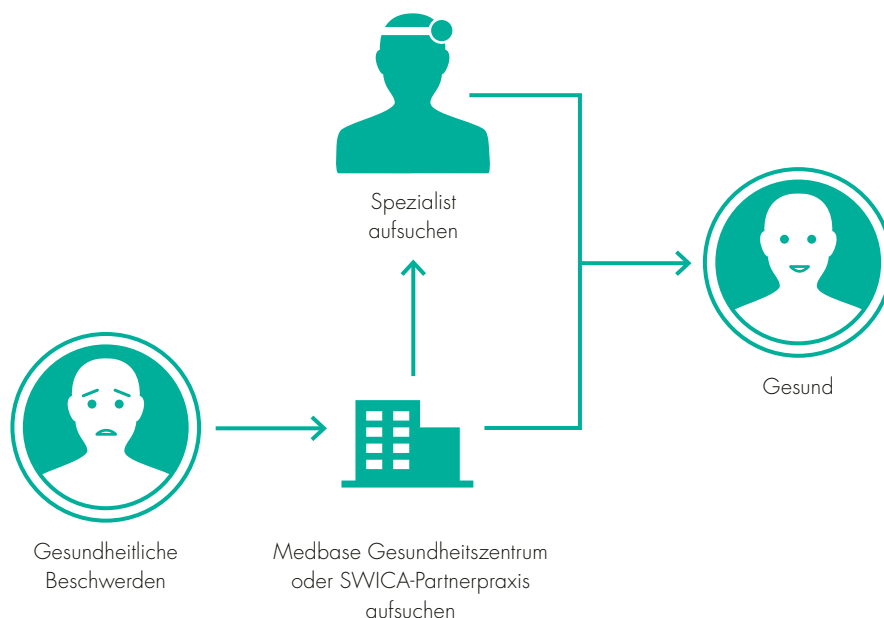 Spezialist
aufsuchen
Gesund
Gesundheitliche
Beschwerden
Medbase Gesundheitszentrum
oder SWICA-Partnerpraxis
aufsuchen